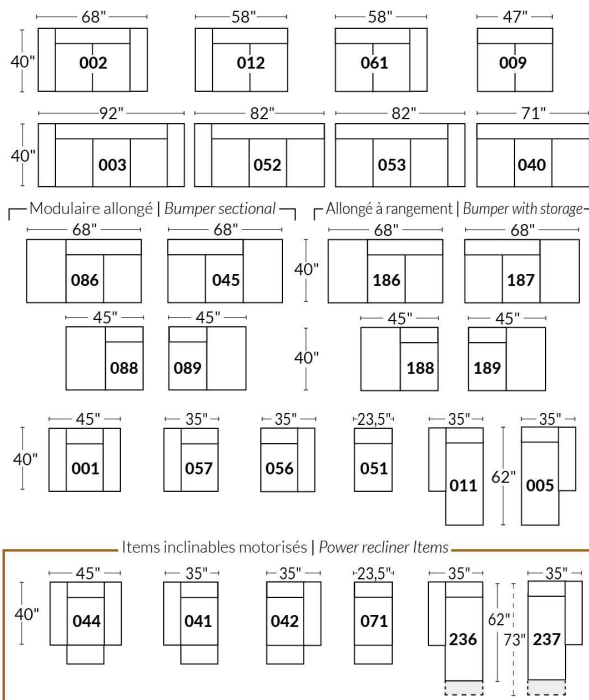 68" 58" 58" 47"
40" 002 012 061 009
92" 82" 82" 71"
40" 003 052 053 040
Modulaire allongé | Bumper sectional
Allongé à rangement | Bumper with storage
68" 68" 68" 68"
086 045 40" 186 187
45" 45" 45" 45"
088 089 40" 188 189
45" 35" 35" 23,5" 35" 35"
40" 001 057 056 051 011 62" 005
Items inclinables motorisés | Power recliner Items
45" 35" 35" 23,5" 35" 35"
40" 044 041 042 071 236 62" 73" 237